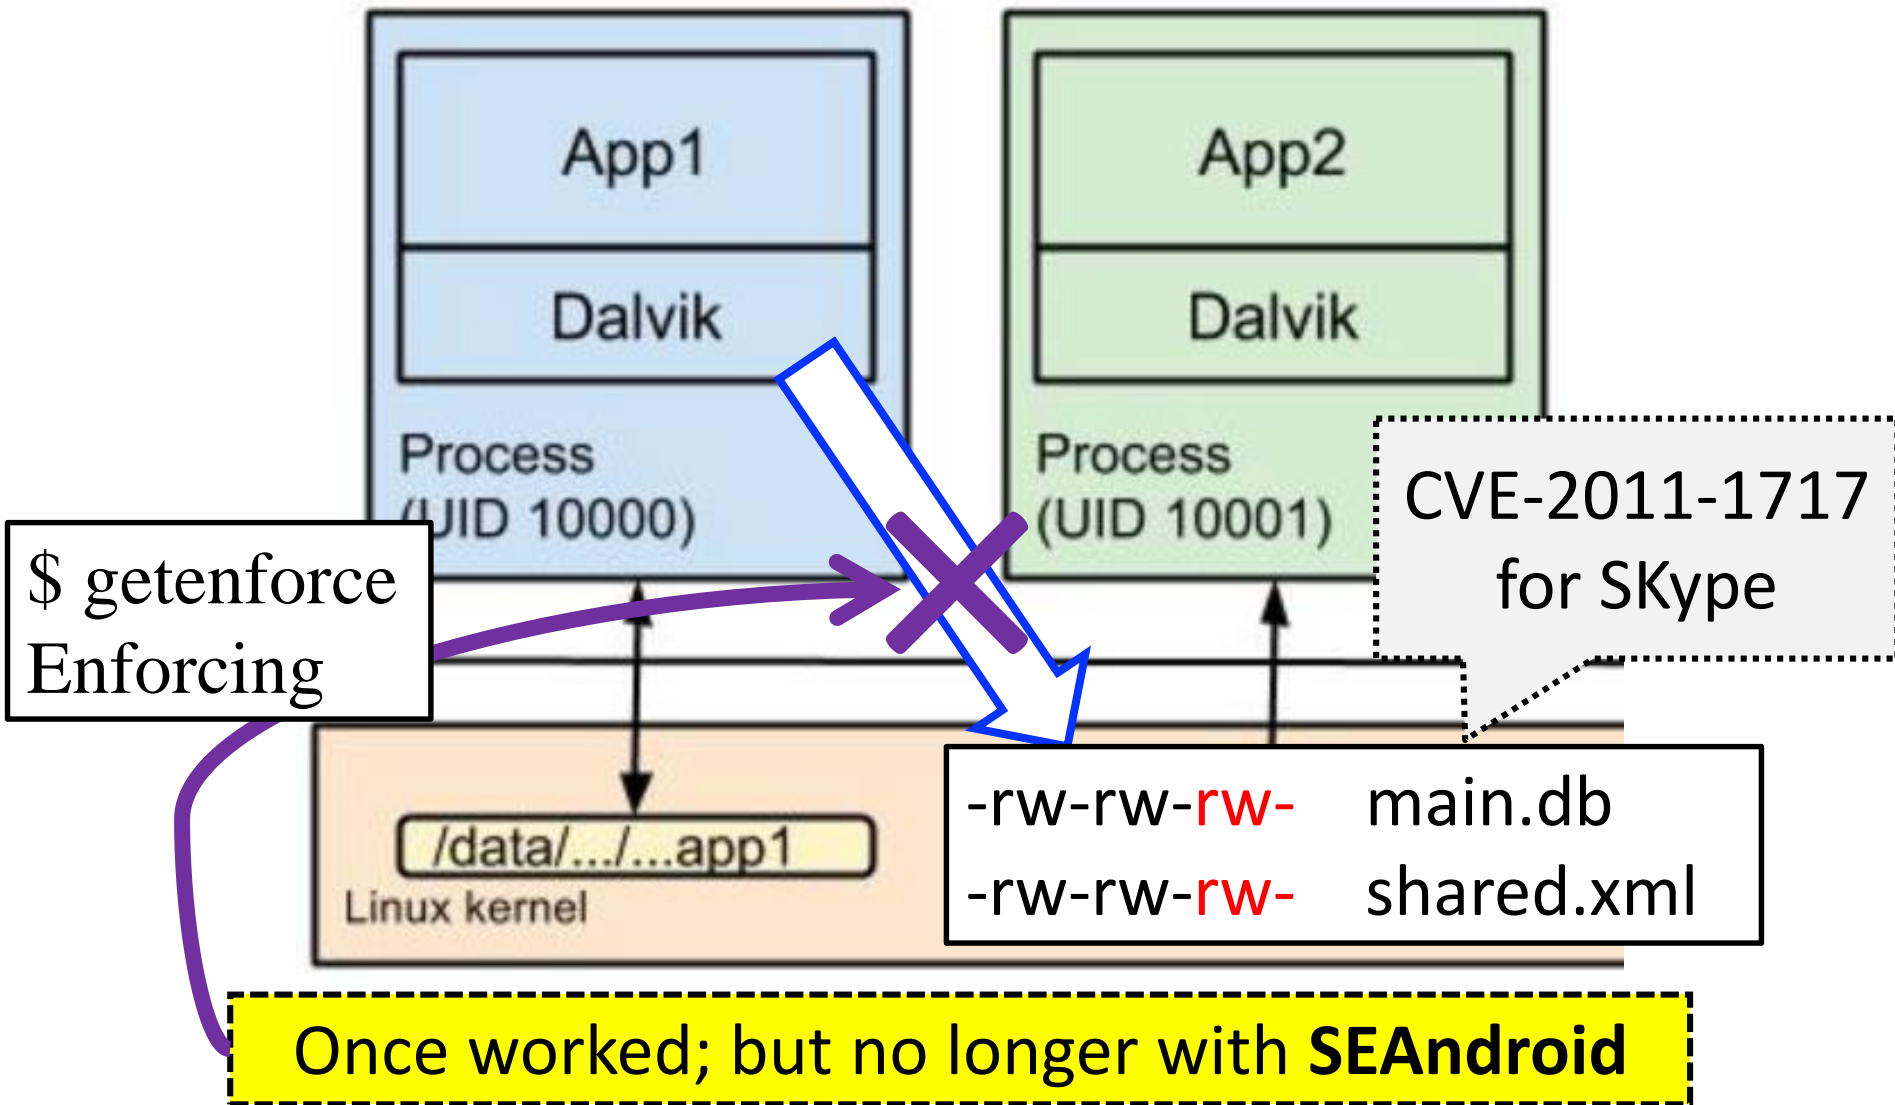 App1
Dalvik
Process
(UID 10000)
App2
Dalvik
Process
(UID 10001)
CVE-2011-1717
for SKype
$ getenforce
Enforcing
/data/.../...app1
Linux kernel
-rw-rw-rw- main.db
-rw-rw-rw- shared.xml
Once worked; but no longer with SEAndroid